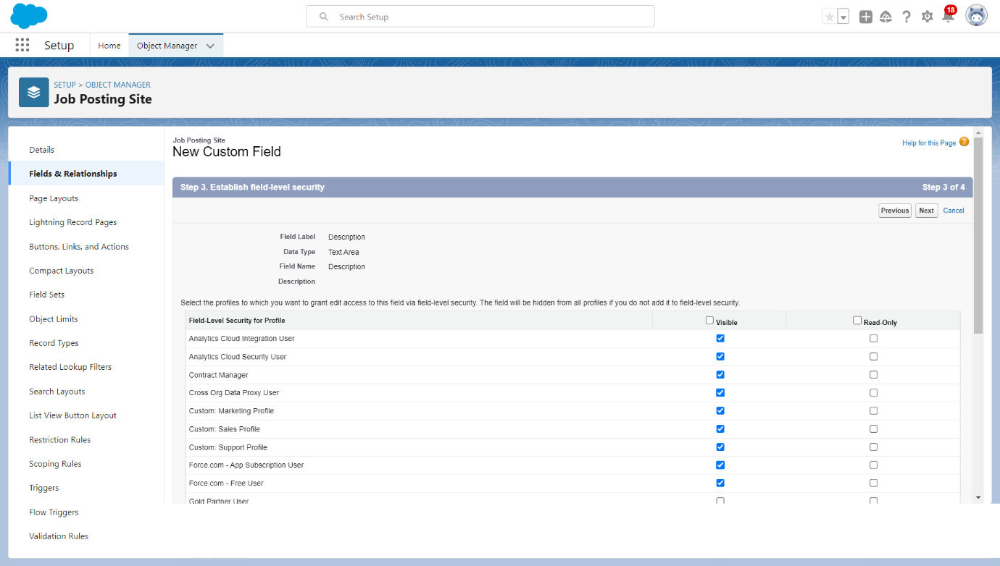 Search Setup
18
Setup
Home
Object Manager
SETUP > OBJECT MANAGER
Job Posting Site
Details
Fields & Relationships
Page Layouts
Lightning Record Pages
Buttons, Links, and Actions
Compact Layouts
Field Sets
Object Limits
Record Types
Related Lookup Filters
Search Layouts
List View Button Layout
Restriction Rules
Scoping Rules
Triggers
Flow Triggers
Validation Rules
Job Posting Site
New Custom Field
Help for this Page ?
Step 3. Establish field-level security Step 3 of 4
Previous Next Cancel
Field Label Description
Data Type Text Area
Field Name Description
Description
Select the profiles to which you want to grant edit access to this field via field-level security. The field will be hidden from all profiles if you do not add it to field-level security.
Field-Level Security for Profile Visible Read-Only
Analytics Cloud Integration User
Analytics Cloud Security User
Contract Manager
Cross Org Data Proxy User
Custom: Marketing Profile
Custom: Sales Profile
Custom: Support Profile
Force.com - App Subscription User
Force.com - Free User
Gold Partner User